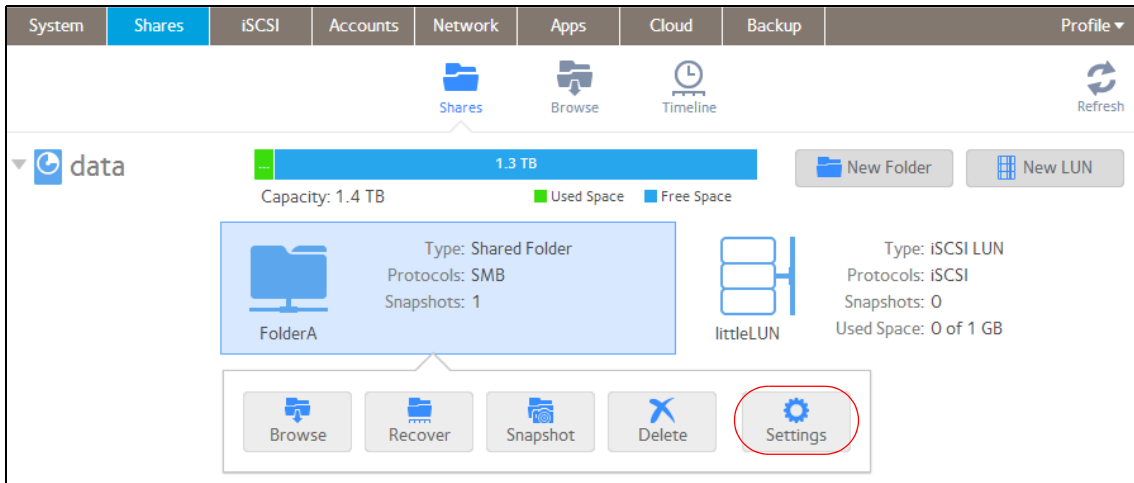 System Shares iSCSI Accounts Network Apps Cloud Backup Profile
Shares Browse Timeline Refresh
data
... 1.3 TB
New Folder New LUN
Capacity: 1.4 TB Used Space Free Space
Type: Shared Folder
Protocols: SMB
Snapshots: 1
FolderA
Type: iSCSI LUN
Protocols: iSCSI
Snapshots: 0
Used Space: 0 of 1 GB
littleLUN
Browse Recover Snapshot Delete Settings